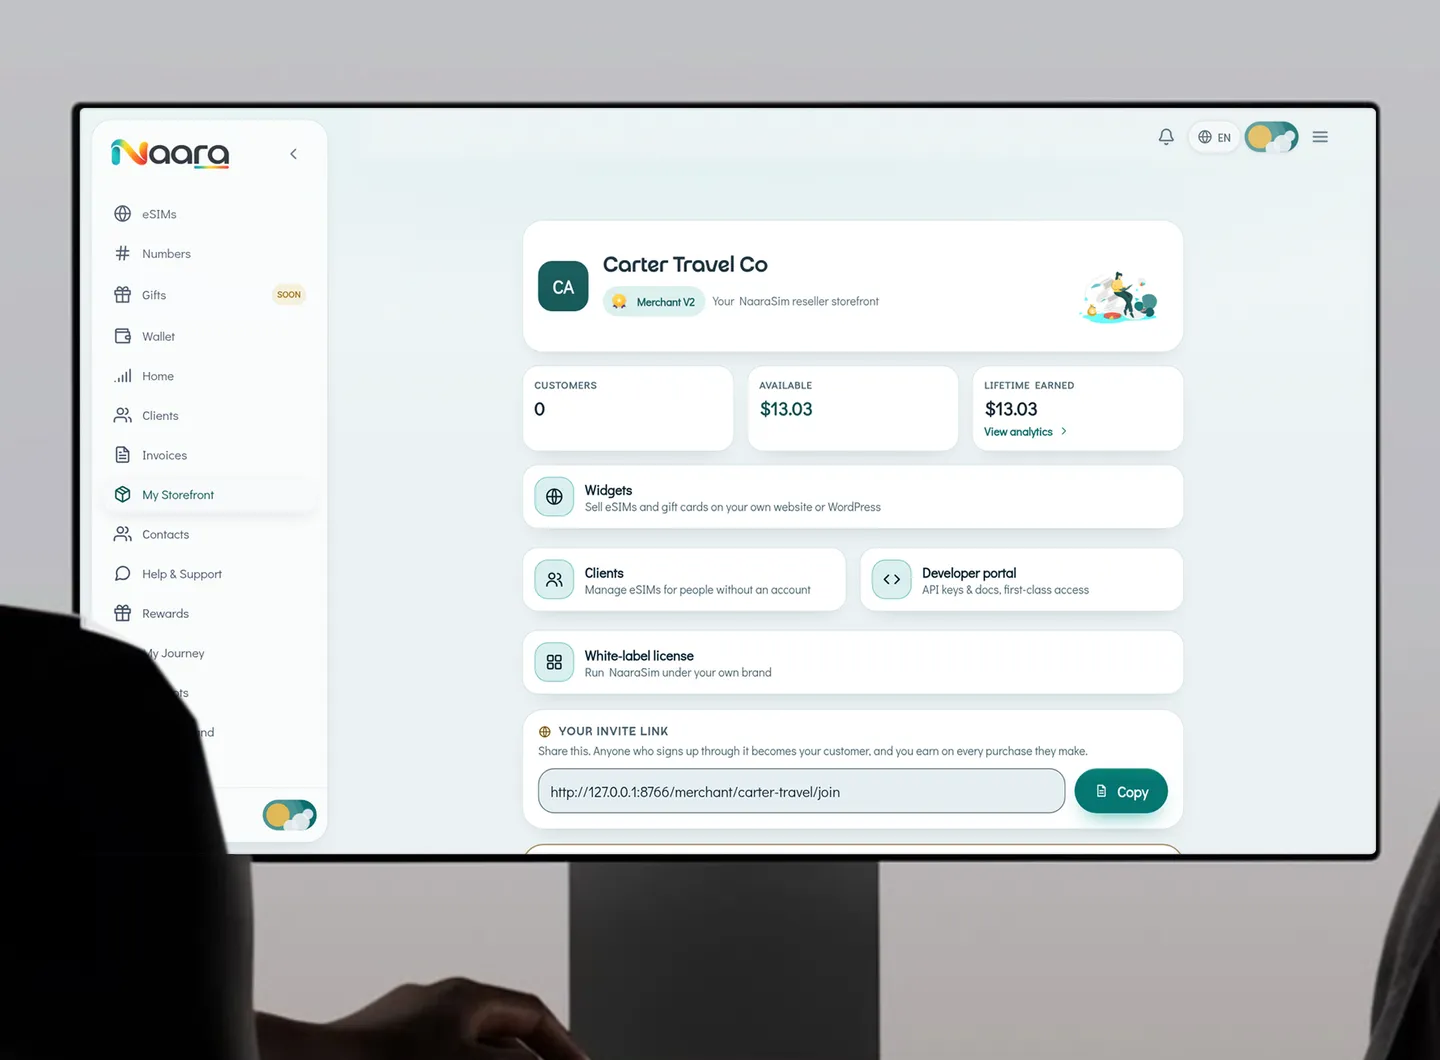 Naara
eSIMs
Numbers
Gifts
SOON
Wallet
Home
Clients
Invoices
My Storefront
Contacts
Help & Support
Rewards
My Journey
EN
CA
Carter Travel Co
Merchant V2
Your NaaraSim reseller storefront
CUSTOMERS
0
AVAILABLE
$13.03
LIFETIME EARNED
$13.03
View analytics
Widgets
Sell eSIMs and gift cards on your own website or WordPress
Clients
Manage eSIMs for people without an account
Developer portal
API keys & docs, first-class access
White-label license
Run NaaraSim under your own brand
YOUR INVITE LINK
Share this. Anyone who signs up through it becomes your customer, and you earn on every purchase they make.
http://127.0.0.1:8766/merchant/carter-travel/join
Copy